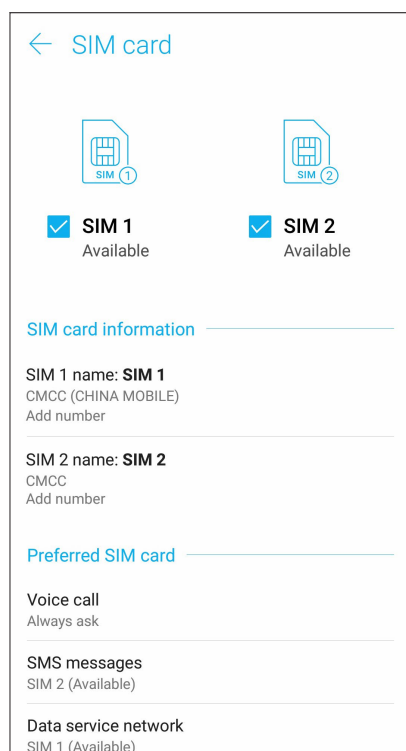 SIM card
SIM 1
SIM 2
SIM 1
SIM 2
Available
Available
SIM card information
SIM 1 name: SIM 1
CMCC (CHINA MOBILE)
Add number
SIM 2 name: SIM 2
CMCC
Add number
Preferred SIM card
Voice call
Always ask
SMS messages
SIM 2 (Available)
Data service network
SIM 1 (Available)